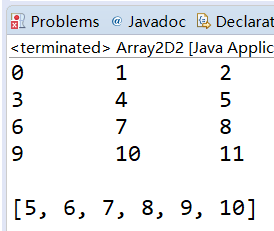 Problems @ Javadoc Declarat
<terminated> Array2D2 [Java Applic
0 1 2
3 4 5
6 7 8
9 10 11
[5, 6, 7, 8, 9, 10]